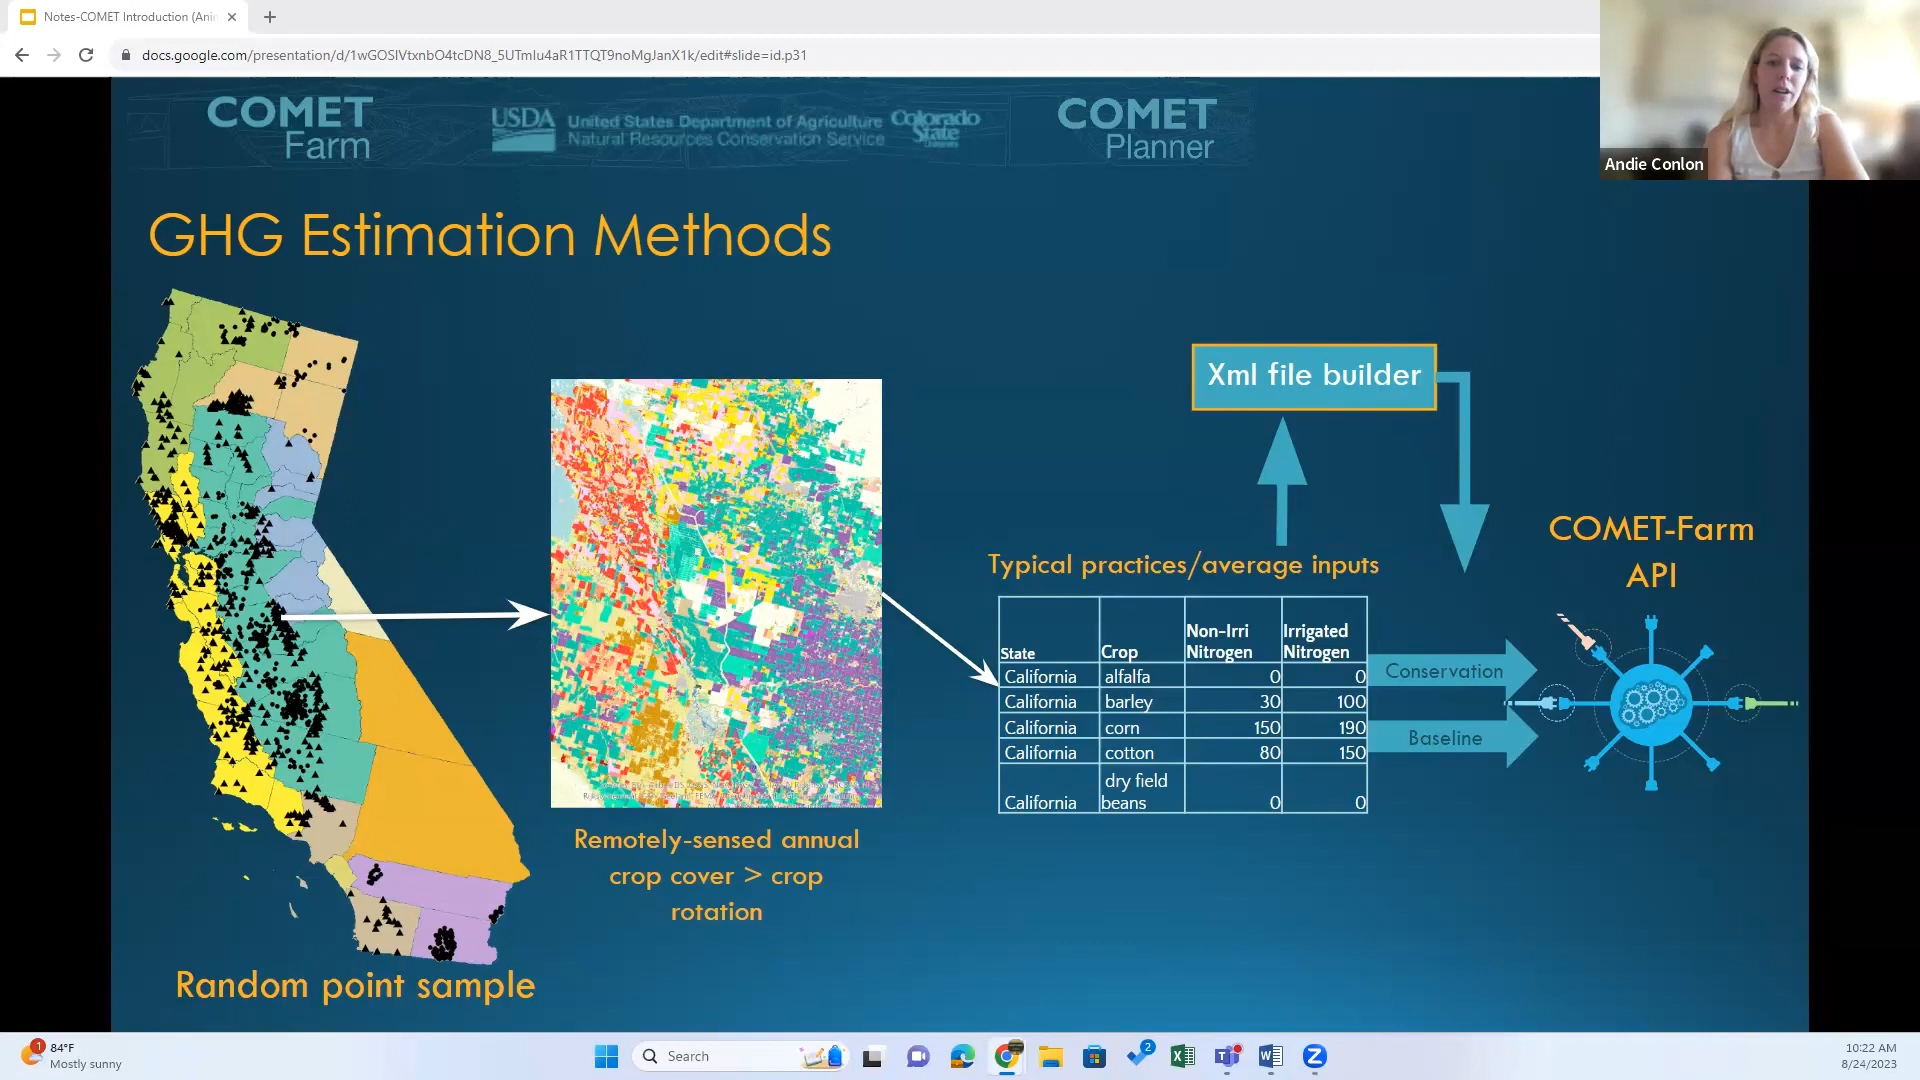 Notes-COMET Introduction (Anin
docs.google.com/presentation/d/1wGOSIVtxnbO4tcDN8_5UTmIu4aR1TTQT9noMgJanX1k/edit#slide=id.p31
COMET
Farm
USDA
United States Department of Agriculture
Natural Resources Conservation Service
Colorado
State
COMET
Planner
Andie Conlon
GHG Estimation Methods
Xml file builder
COMET-Farm
API
Typical practices/average inputs
State Crop Non-Irri Nitrogen Irrigated Nitrogen
California alfalfa 0 0
California barley 30 100
California corn 150 190
California cotton 80 150
California dry field beans 0 0
Conservation
Baseline
Remotely-sensed annual
crop cover > crop
rotation
Random point sample
1
84°F
Mostly sunny
Search
2
10:22 AM
8/24/2023